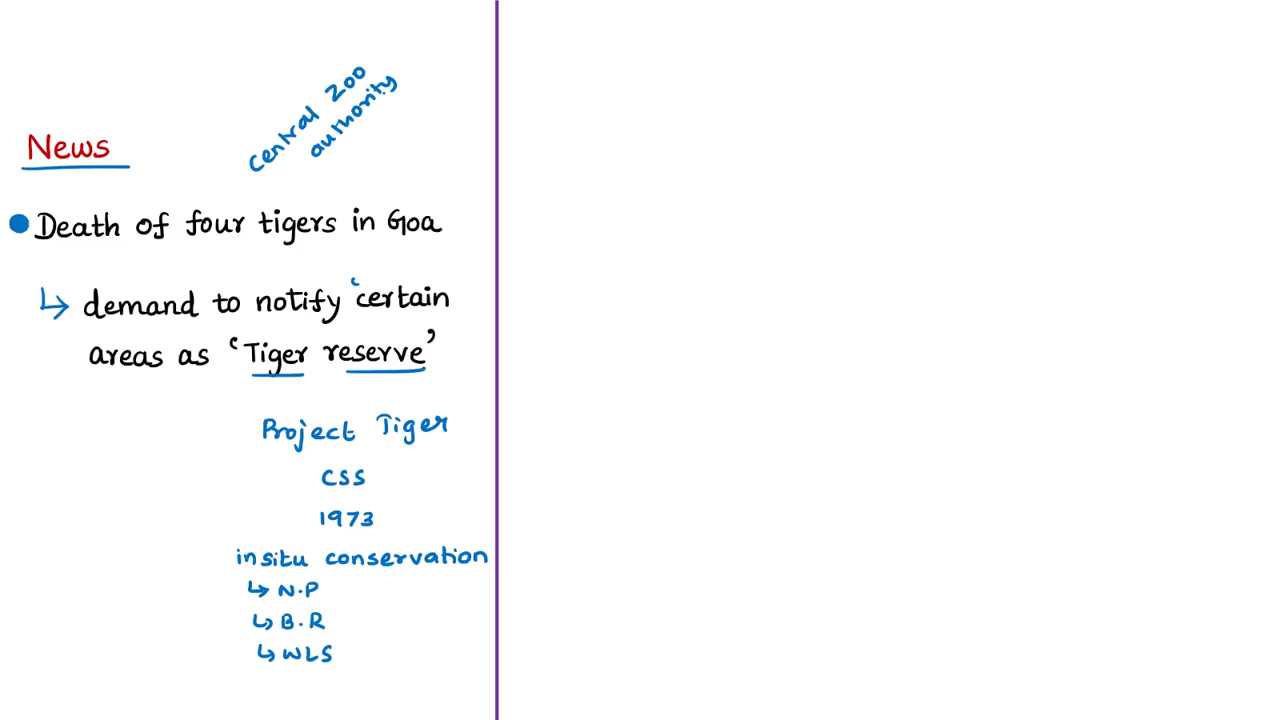 Central Zoo
authority
News
Death of four tigers in Goa
↳ demand to notify ‘certain
areas as ‘Tiger reserve’
Project Tiger
CSS
1973
insitu conservation
↳ N.P
↳ B.R
↳ WLS